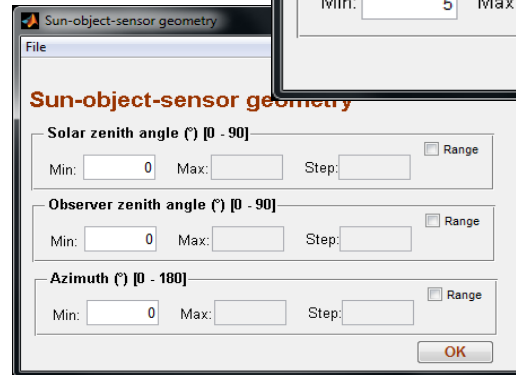 Min: 5 Max
Sun-object-sensor geometry
File
Sun-object-sensor geometry
Solar zenith angle (°) [0 - 90]
Range
Min: 0 Max: Step:
Observer zenith angle (°) [0 - 90]
Range
Min: 0 Max: Step:
Azimuth (°) [0 - 180]
Range
Min: 0 Max: Step:
OK